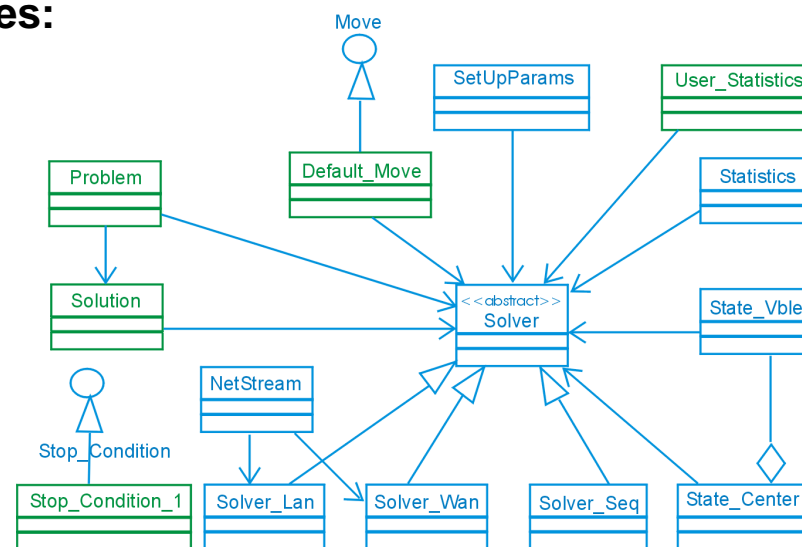 es:
Move
SetUpParams
User_Statistics
Default_Move
Problem
Statistics
Solution
<<abstract>>
Solver
State_Vble
NetStream
Stop_Condition
Stop_Condition_1
Solver_Lan
Solver_Wan
Solver_Seq
State_Center